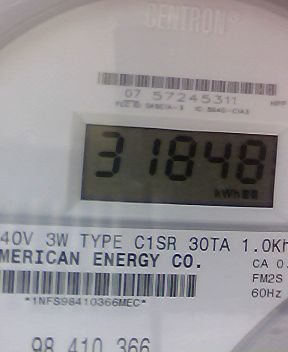 CENTRON®
07 57245311
31848
kWh
40V 3W TYPE C1SR 30TA 1.0Kh
MERICAN ENERGY CO.
CA 0.
FM2S
60Hz
*1NFS98410366MEC*
98 410 366